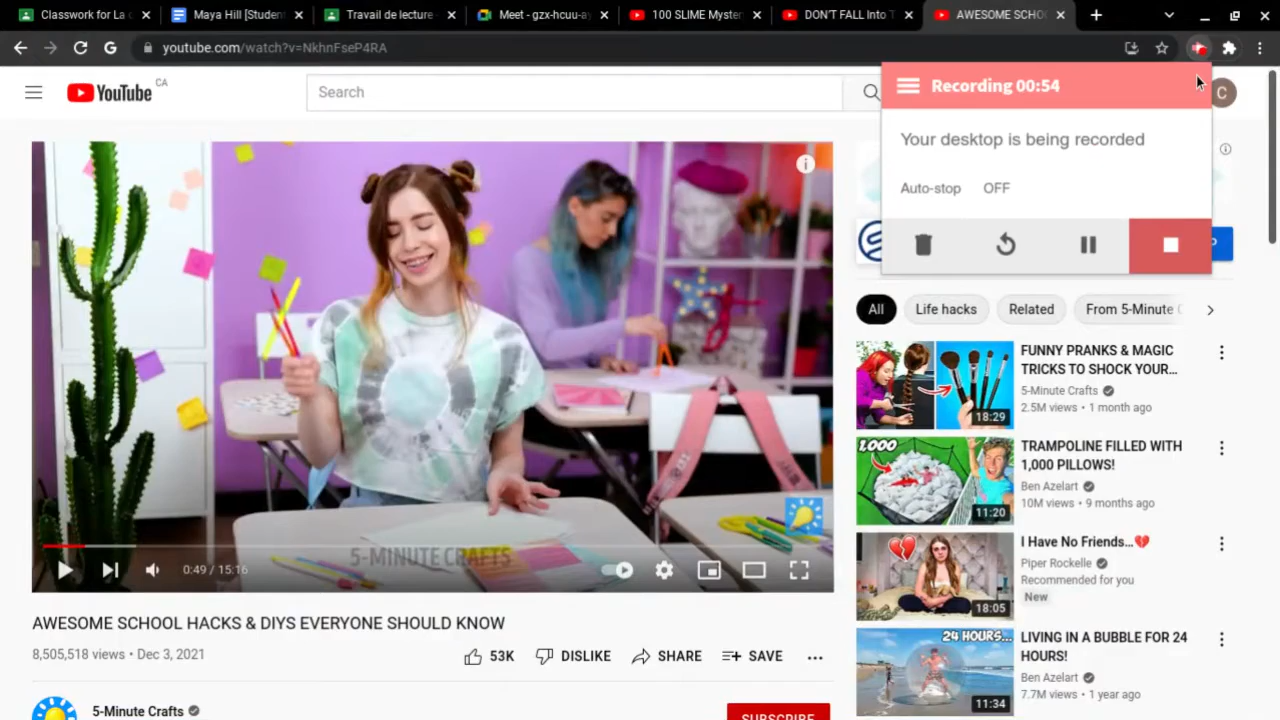 Classwork for La c
Maya Hill [Student
Travail de lecture -
Meet - gzx-hcuu-ay
100 SLIME Myster
DON'T FALL Into T
AWESOME SCHO
youtube.com/watch?v=NkhnFseP4RA
YouTube CA
Search
Recording 00:54
C
Your desktop is being recorded
Auto-stop OFF
5-MINUTE CRAFTS
0:49 / 15:16
AWESOME SCHOOL HACKS & DIYS EVERYONE SHOULD KNOW
8,505,518 views • Dec 3, 2021
53K DISLIKE SHARE SAVE
5-Minute Crafts
SUBSCRIBE
All Life hacks Related From 5-Minute C
FUNNY PRANKS & MAGIC
TRICKS TO SHOCK YOUR...
5-Minute Crafts
2.5M views • 1 month ago
18:29
TRAMPOLINE FILLED WITH
1,000 PILLOWS!
Ben Azelart
10M views • 9 months ago
1,000
11:20
I Have No Friends...💔
Piper Rockelle
Recommended for you
New
18:05
LIVING IN A BUBBLE FOR 24
HOURS!
Ben Azelart
7.7M views • 1 year ago
24 HOURS...
11:34